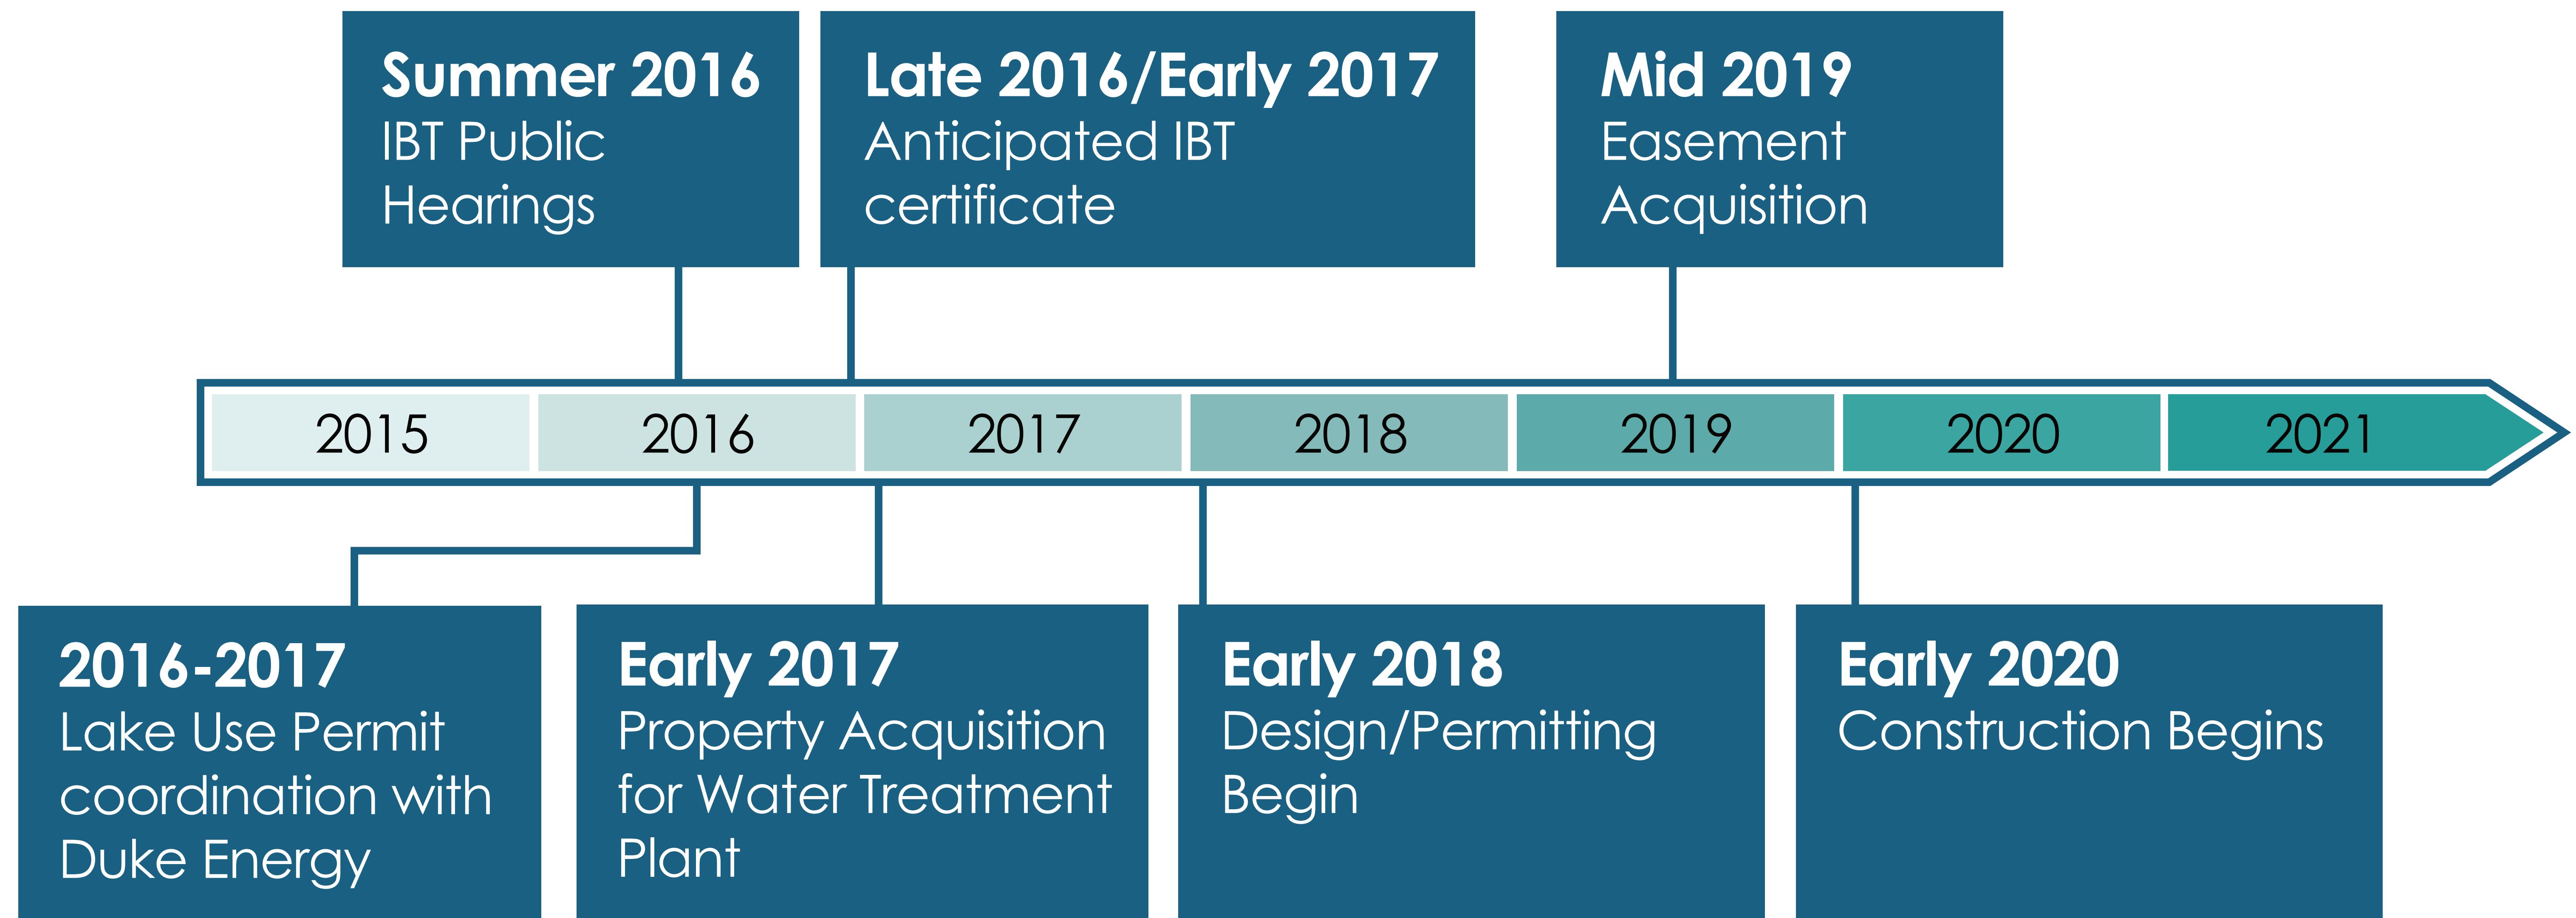 Summer 2016
IBT Public
Hearings
Late 2016/Early 2017
Anticipated IBT
certificate
Mid 2019
Easement
Acquisition
2015
2016
2017
2018
2019
2020
2021
2016-2017
Lake Use Permit
coordination with
Duke Energy
Early 2017
Property Acquisition
for Water Treatment
Plant
Early 2018
Design/Permitting
Begin
Early 2020
Construction Begins